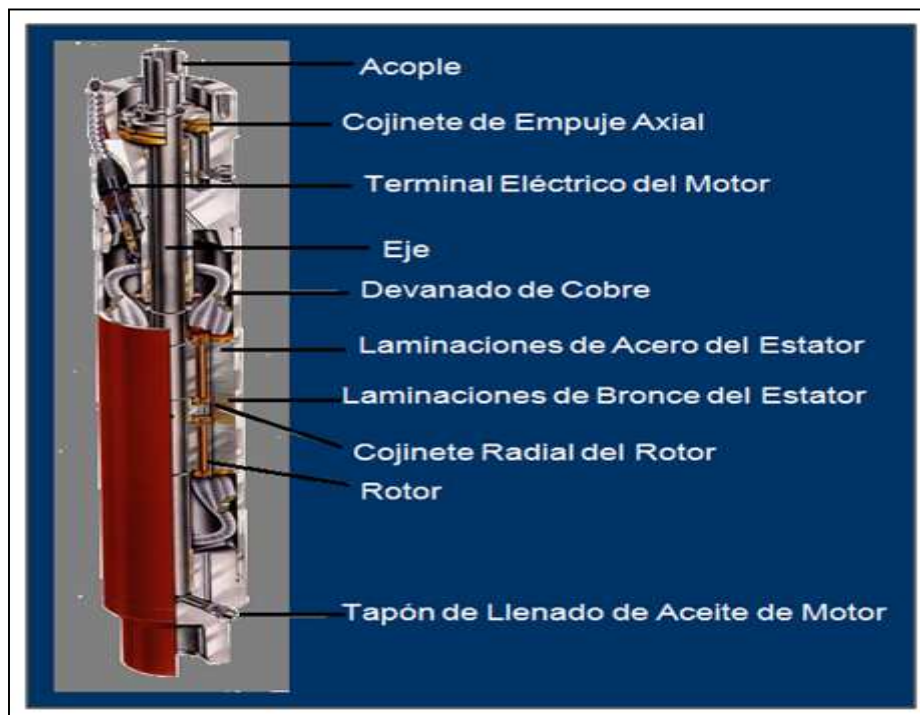 Acople
Cojinete de Empuje Axial
Terminal Eléctrico del Motor
Eje
Devanado de Cobre
Laminaciones de Acero del Estator
Laminaciones de Bronce del Estator
Cojinete Radial del Rotor
Rotor
Tapón de Llenado de Aceite de Motor